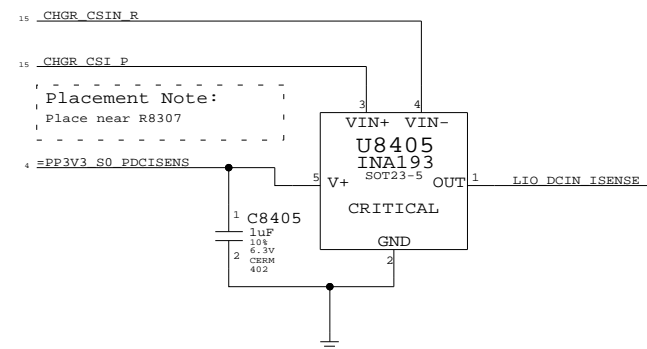 15 CHGR_CSIN_R
15 CHGR_CSI_P
Placement Note:
Place near R8307
3 4
VIN+ VIN-
U8405
INA193
SOT23-5
4 =PP3V3_S0_PDCISENS
5 V+ OUT 1 LIO_DCIN_ISENSE
CRITICAL
GND
2
1 C8405
1uF
10%
6.3V
2 CERM
402